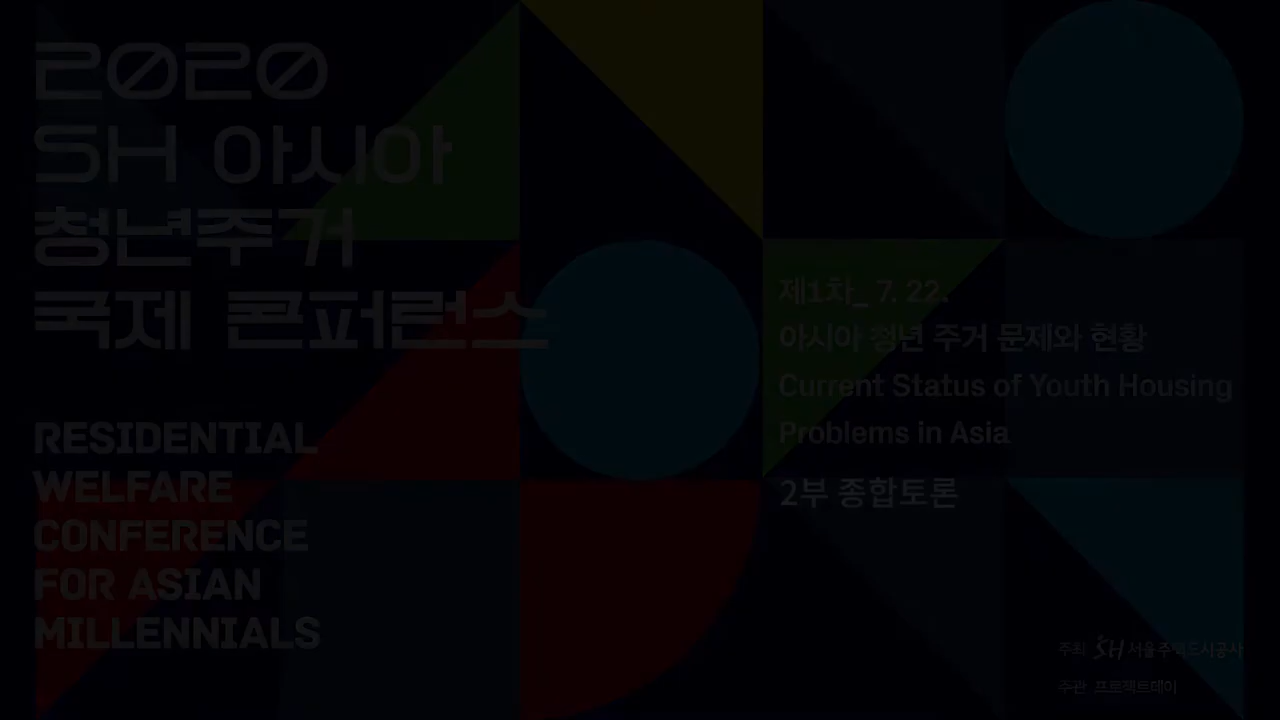 2020
SH 아시아
청년주거
국제 콘퍼런스
RESIDENTIAL
WELFARE
CONFERENCE
FOR ASIAN
MILLENNIALS
제1차_ 7. 22.
아시아 청년 주거 문제와 현황
Current Status of Youth Housing
Problems in Asia
2부 종합토론
주최 SH 서울주택도시공사
주관 프로젝트데이